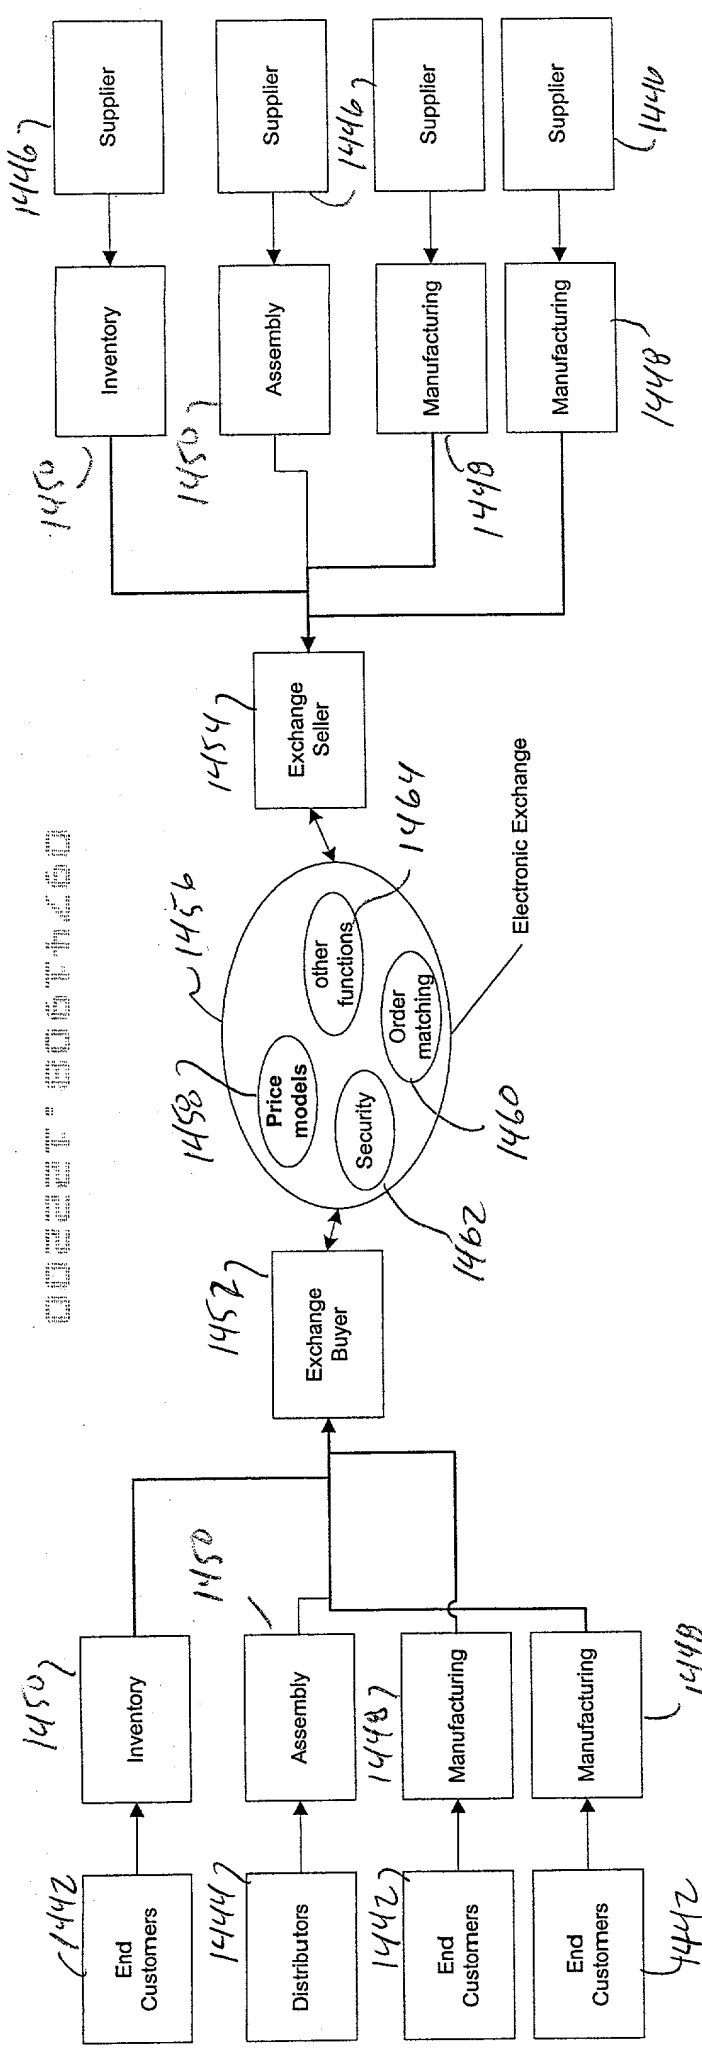 1442
End
Customers
1450
Inventory
1444
Distributors
1450
Assembly
1442
End
Customers
1448
Manufacturing
1442
End
Customers
1448
Manufacturing
1452
Exchange
Buyer
1456
1458
Price
models
other
functions
1464
Security
1462
Order
matching
1460
Electronic Exchange
1454
Exchange
Seller
1450
Inventory
1446
Supplier
1450
Assembly
1446
Supplier
1448
Manufacturing
1446
Supplier
1448
Manufacturing
1446
Supplier